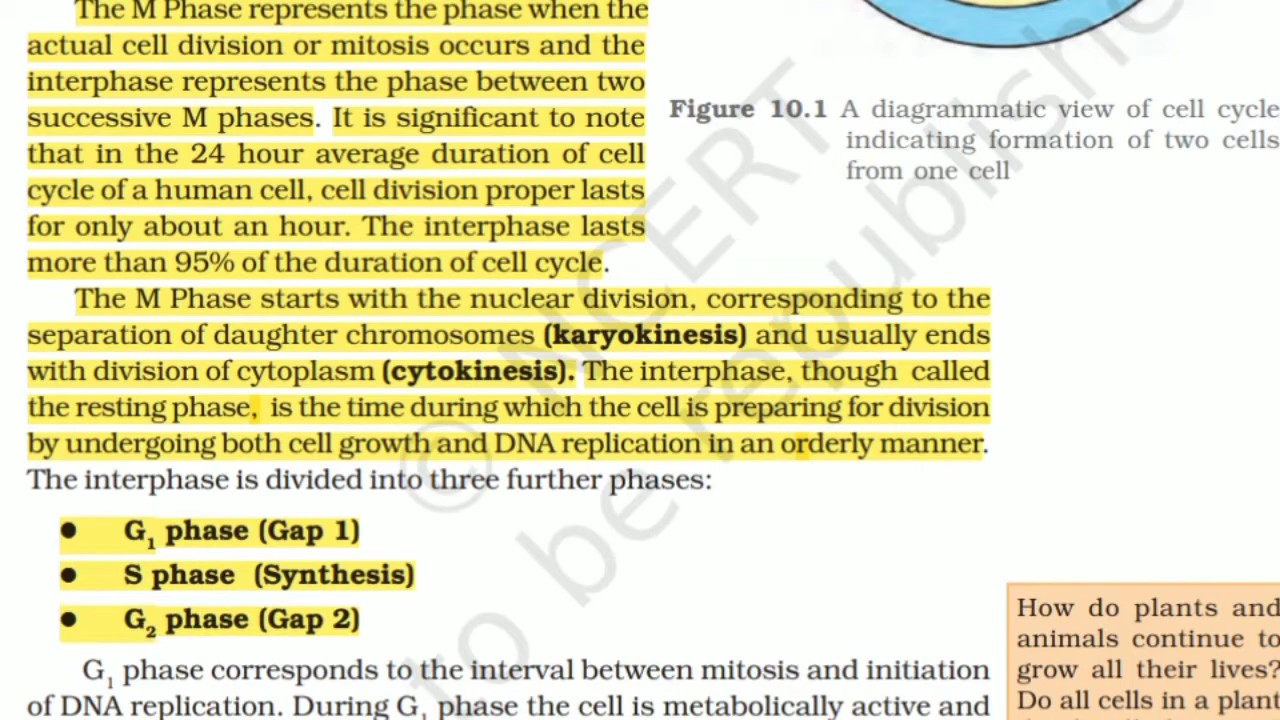 The M Phase represents the phase when the
actual cell division or mitosis occurs and the
interphase represents the phase between two
successive M phases. It is significant to note
that in the 24 hour average duration of cell
cycle of a human cell, cell division proper lasts
for only about an hour. The interphase lasts
more than 95% of the duration of cell cycle.
Figure 10.1 A diagrammatic view of cell cycle
indicating formation of two cells
from one cell
The M Phase starts with the nuclear division, corresponding to the
separation of daughter chromosomes (karyokinesis) and usually ends
with division of cytoplasm (cytokinesis). The interphase, though called
the resting phase, is the time during which the cell is preparing for division
by undergoing both cell growth and DNA replication in an orderly manner.
The interphase is divided into three further phases:
● G₁ phase (Gap 1)
● S phase (Synthesis)
● G₂ phase (Gap 2)
G₁ phase corresponds to the interval between mitosis and initiation
of DNA replication. During G₁ phase the cell is metabolically active and
How do plants and
animals continue to
grow all their lives?
Do all cells in a plant
© NCERT
to be republishe